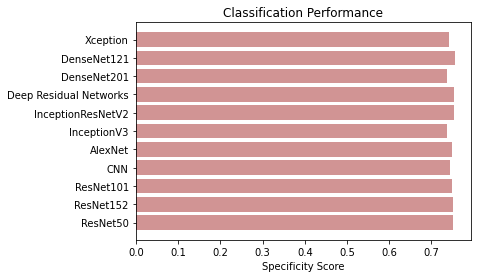 Classification Performance
Xception
DenseNet121
DenseNet201
Deep Residual Networks
InceptionResNetV2
InceptionV3
AlexNet
CNN
ResNet101
ResNet152
ResNet50
0.0 0.1 0.2 0.3 0.4 0.5 0.6 0.7
Specificity Score